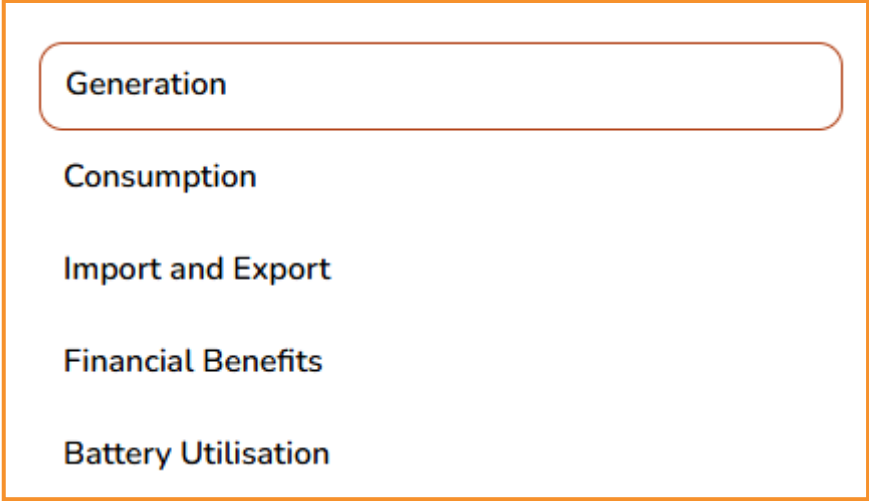 Generation
Consumption
Import and Export
Financial Benefits
Battery Utilisation